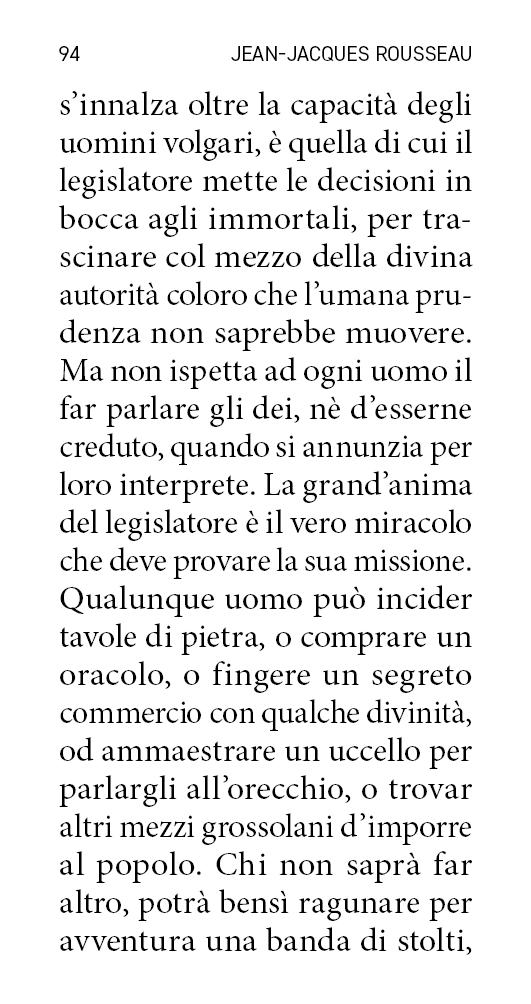 94 JEAN-JACQUES ROUSSEAU
s’innalza oltre la capacità degli
uomini volgari, è quella di cui il
legislatore mette le decisioni in
bocca agli immortali, per tra-
scinare col mezzo della divina
autorità coloro che l’umana pru-
denza non saprebbe muovere.
Ma non ispetta ad ogni uomo il
far parlare gli dei, nè d’esserne
creduto, quando si annunzia per
loro interprete. La grand’anima
del legislatore è il vero miracolo
che deve provare la sua missione.
Qualunque uomo può incider
tavole di pietra, o comprare un
oracolo, o fingere un segreto
commercio con qualche divinità,
od ammaestrare un uccello per
parlargli all’orecchio, o trovar
altri mezzi grossolani d’imporre
al popolo. Chi non saprà far
altro, potrà bensì ragunare per
avventura una banda di stolti,